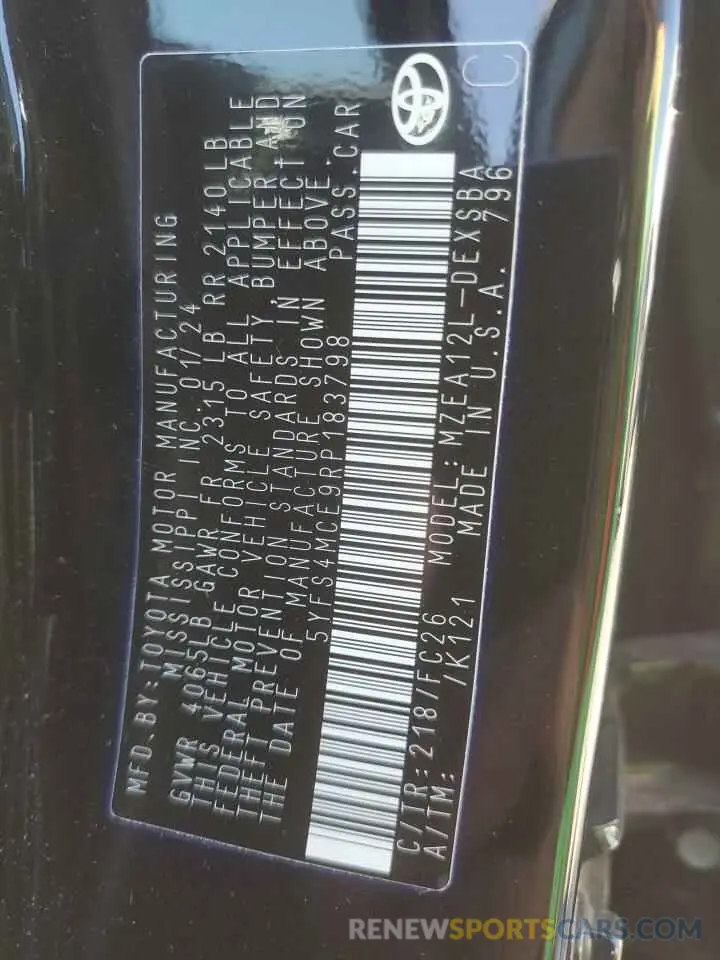 MFD.BY:TOYOTA MOTOR MANUFACTURING
MISSISSIPPI INC. 01/24
GVWR 4065LB GAWR FR 2315 LB RR 2140LB
THIS VEHICLE CONFORMS TO ALL APPLICABLE
FEDERAL MOTOR VEHICLE SAFETY, BUMPER AND
THEFT PREVENTION STANDARDS IN EFFECT ON
THE DATE OF MANUFACTURE SHOWN ABOVE.
5YFS4MCE9RP183798 PASS.CAR
C/TR:218/FC26 MODEL:MZEA12L-DEXSBA
A/TM: /K121 MADE IN U.S.A. 796
C
RENEWSPORTSCARS.COM